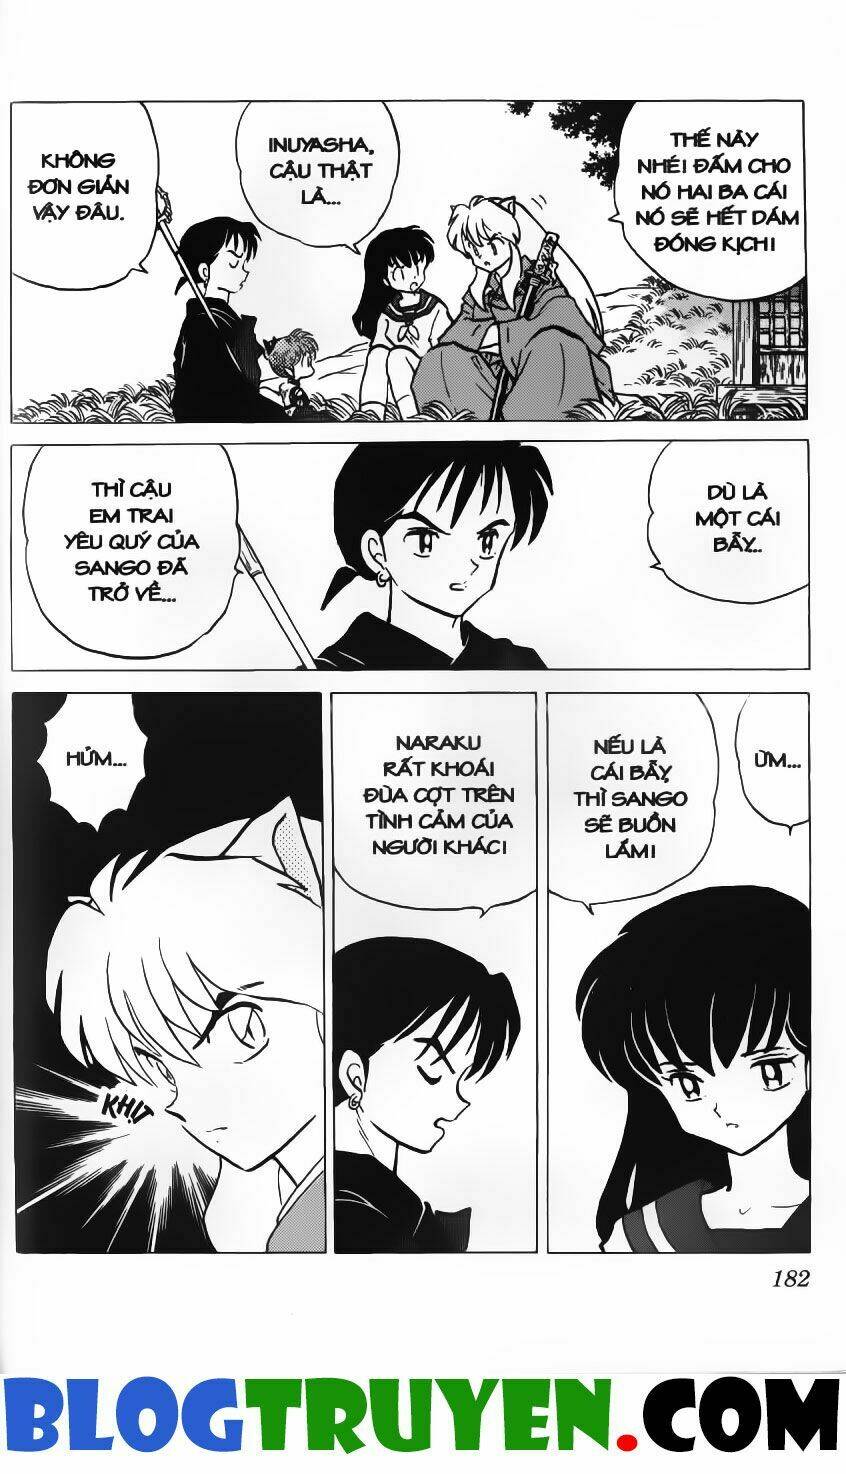 THẾ NÀY
NHÉ! ĐẤM CHO
NÓ HAI BA CÁI
NÓ SẼ HẾT DÁM
ĐÓNG KỊCH!
INUYASHA,
CẬU THẬT
LÀ...
KHÔNG
ĐƠN GIẢN
VẬY ĐÂU.
DÙ LÀ
MỘT CÁI
BẪY...
THÌ CẬU
EM TRAI
YÊU QUÝ CỦA
SANGO ĐÃ
TRỞ VỀ...
ỪM...
NẾU LÀ
CÁI BẪY,
THÌ SANGO
SẼ BUỒN
LẮM!
NARAKU
RẤT KHOÁI
ĐÙA CỢT TRÊN
TÌNH CẢM CỦA
NGƯỜI KHÁC!
HỬM...
KHỊT
182
BLOGTRUYEN.COM